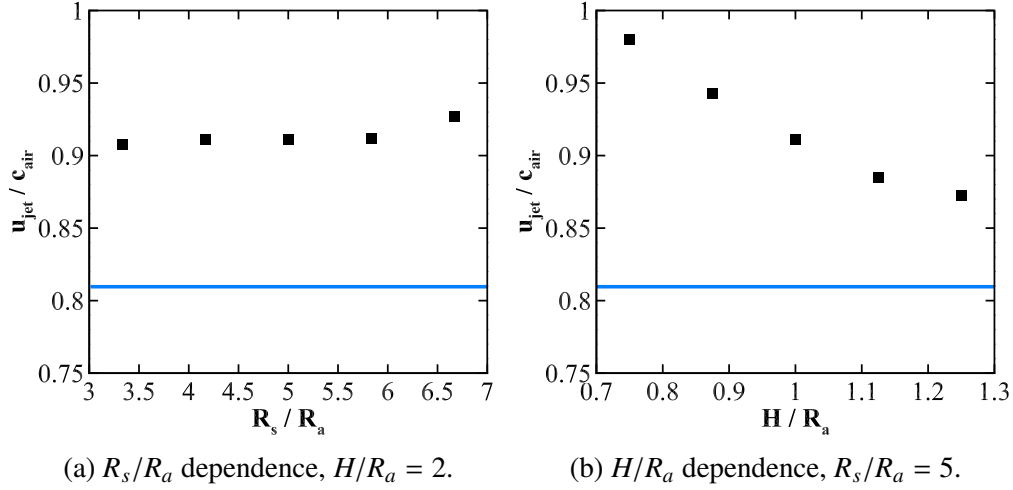 1
0.95
0.9
0.85
0.8
0.75
u_jet / c_air
3 3.5 4 4.5 5 5.5 6 6.5 7
R_s / R_a
(a) R_s/R_a dependence, H/R_a = 2.
1
0.95
0.9
0.85
0.8
0.75
u_jet / c_air
0.7 0.8 0.9 1 1.1 1.2 1.3
H / R_a
(b) H/R_a dependence, R_s/R_a = 5.